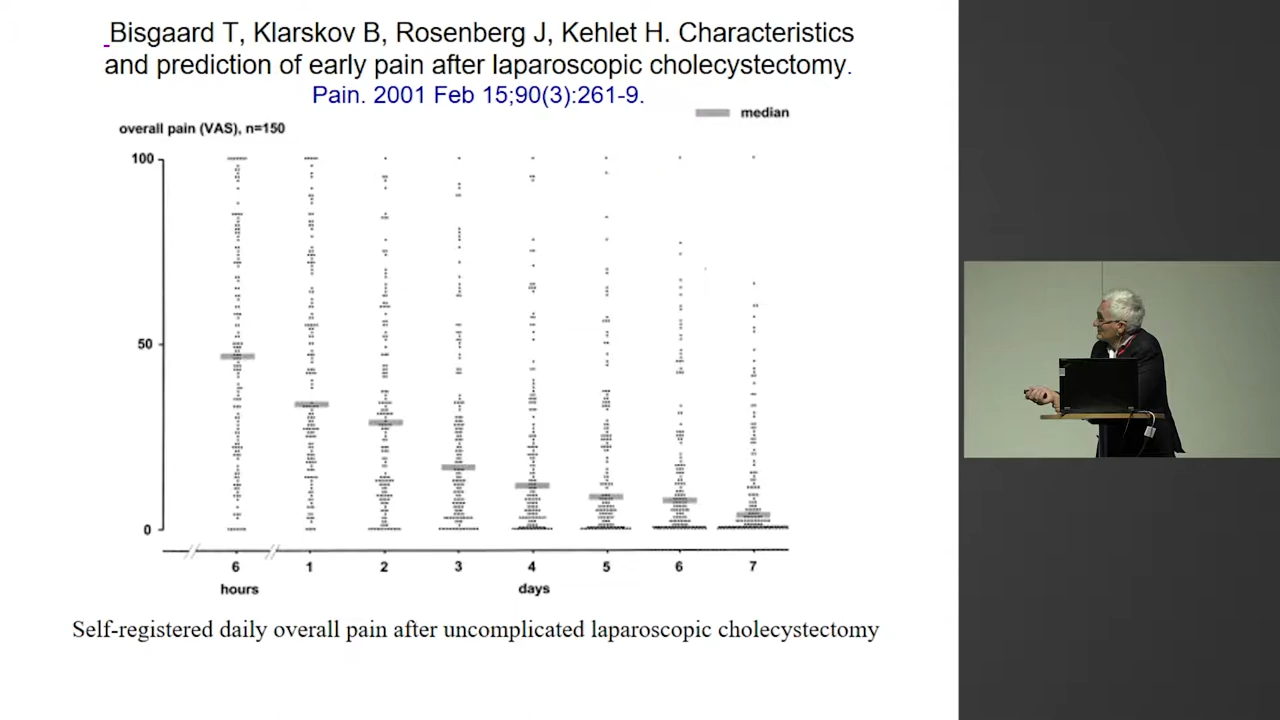 Bisgaard T, Klarskov B, Rosenberg J, Kehlet H. Characteristics
and prediction of early pain after laparoscopic cholecystectomy.
Pain. 2001 Feb 15;90(3):261-9.
median
overall pain (VAS), n=150
100
50
0
6 1 2 3 4 5 6 7
hours days
Self-registered daily overall pain after uncomplicated laparoscopic cholecystectomy